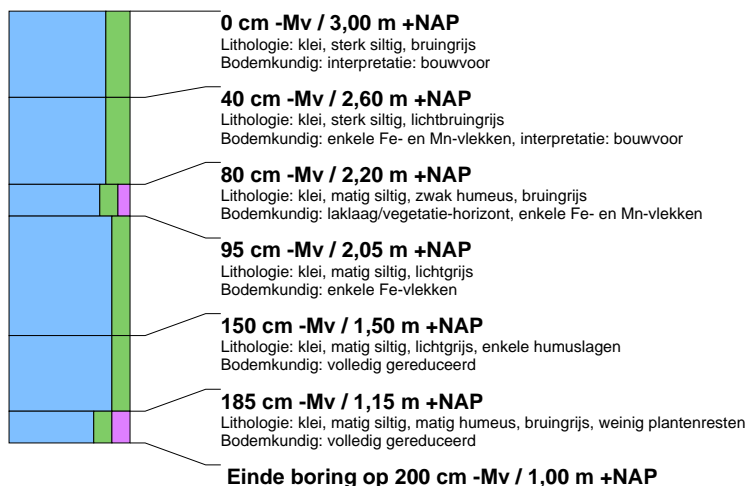 0 cm -Mv / 3,00 m +NAP
Lithologie: klei, sterk siltig, bruingrijs
Bodemkundig: interpretatie: bouwvoor
40 cm -Mv / 2,60 m +NAP
Lithologie: klei, sterk siltig, lichtbruingrijs
Bodemkundig: enkele Fe- en Mn-vlekken, interpretatie: bouwvoor
80 cm -Mv / 2,20 m +NAP
Lithologie: klei, matig siltig, zwak humeus, bruingrijs
Bodemkundig: laklaag/vegetatie-horizont, enkele Fe- en Mn-vlekken
95 cm -Mv / 2,05 m +NAP
Lithologie: klei, matig siltig, lichtgrijs
Bodemkundig: enkele Fe-vlekken
150 cm -Mv / 1,50 m +NAP
Lithologie: klei, matig siltig, lichtgrijs, enkele humuslagen
Bodemkundig: volledig gereduceerd
185 cm -Mv / 1,15 m +NAP
Lithologie: klei, matig siltig, matig humeus, bruingrijs, weinig plantenresten
Bodemkundig: volledig gereduceerd
Einde boring op 200 cm -Mv / 1,00 m +NAP